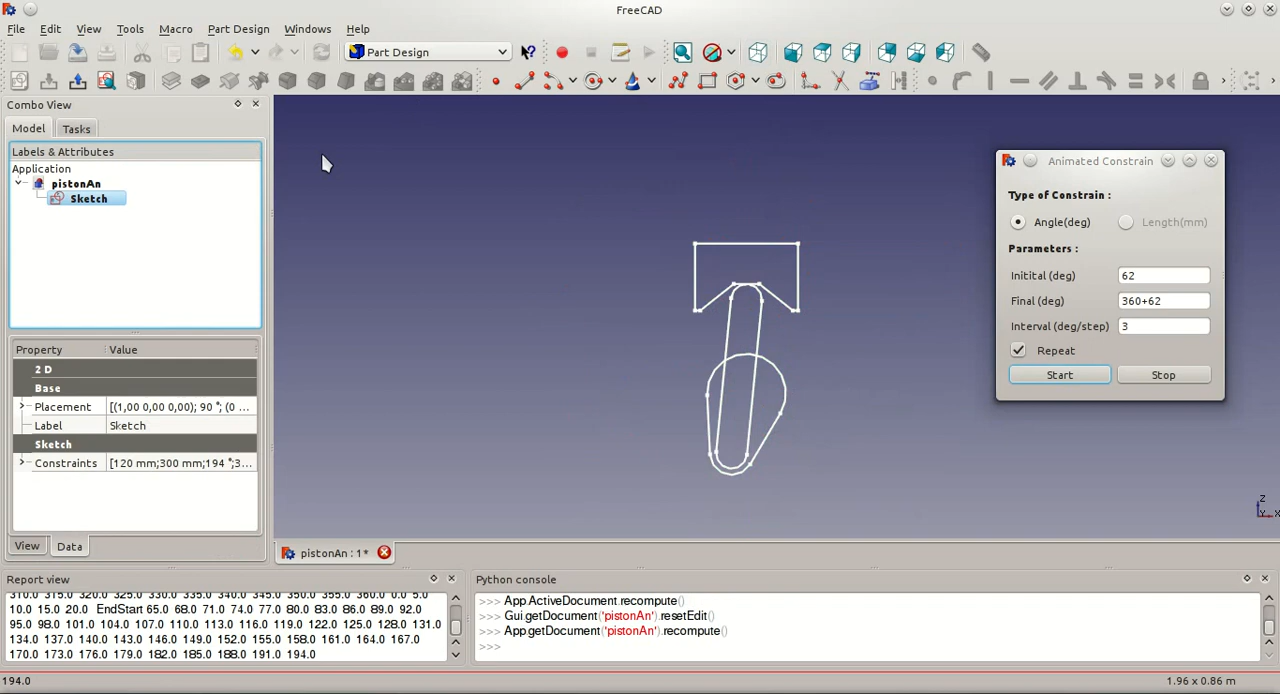 FreeCAD
File Edit View Tools Macro Part Design Windows Help
Part Design
Combo View
Model Tasks
Labels & Attributes
Application
pistonAn
Sketch
Property Value
2 D
Base
Placement [(1,00 0,00 0,00); 90 °; (0 ...
Label Sketch
Sketch
Constraints [120 mm;300 mm;194 °;3...
View Data
pistonAn : 1*
Animated Constrain
Type of Constrain :
Angle(deg) Length(mm)
Parameters :
Initital (deg) 62
Final (deg) 360+62
Interval (deg/step) 3
Repeat
Start Stop
Z
Y X
Report view
310.0 315.0 320.0 325.0 330.0 335.0 340.0 345.0 350.0 355.0 360.0 0.0 5.0
10.0 15.0 20.0 EndStart 65.0 68.0 71.0 74.0 77.0 80.0 83.0 86.0 89.0 92.0
95.0 98.0 101.0 104.0 107.0 110.0 113.0 116.0 119.0 122.0 125.0 128.0 131.0
134.0 137.0 140.0 143.0 146.0 149.0 152.0 155.0 158.0 161.0 164.0 167.0
170.0 173.0 176.0 179.0 182.0 185.0 188.0 191.0 194.0
Python console
>>> App.ActiveDocument.recompute()
>>> Gui.getDocument('pistonAn').resetEdit()
>>> App.getDocument('pistonAn').recompute()
>>>
194.0
1.96 x 0.86 m